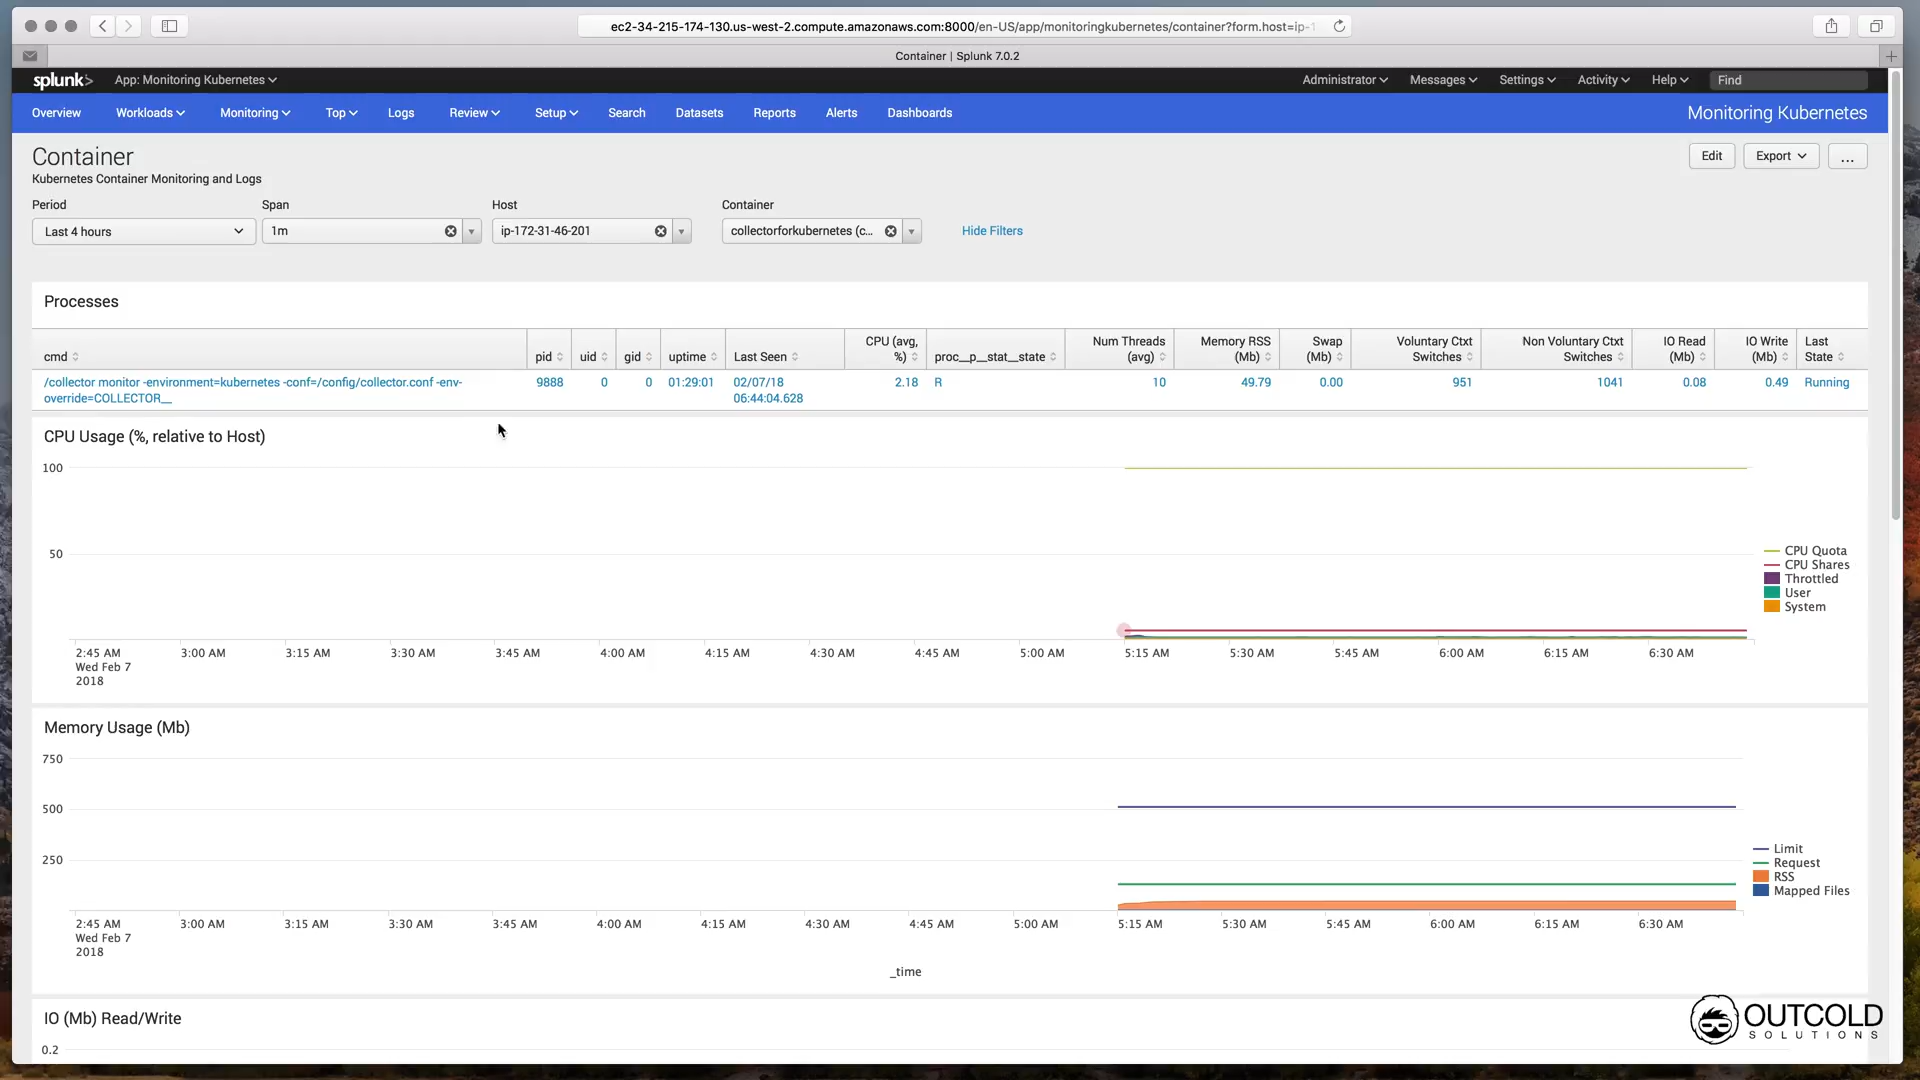 ec2-34-215-174-130.us-west-2.compute.amazonaws.com:8000/en-US/app/monitoringkubernetes/container?form.host=ip-1
Container | Splunk 7.0.2
splunk> App: Monitoring Kubernetes Administrator Messages Settings Activity Help Find
Overview Workloads Monitoring Top Logs Review Setup Search Datasets Reports Alerts Dashboards Monitoring Kubernetes
Container Edit Export ...
Kubernetes Container Monitoring and Logs
Period Span Host Container
Last 4 hours 1m ip-172-31-46-201 collectorforkubernetes (c... Hide Filters
Processes
cmd pid uid gid uptime Last Seen CPU (avg, %) proc__p__stat__state Num Threads (avg) Memory RSS (Mb) Swap (Mb) Voluntary Ctxt Switches Non Voluntary Ctxt Switches IO Read (Mb) IO Write (Mb) Last State
/collector monitor -environment=kubernetes -conf=/config/collector.conf -env- 9888 0 0 01:29:01 02/07/18 2.18 R 10 49.79 0.00 951 1041 0.08 0.49 Running
override=COLLECTOR__ 06:44:04.628
CPU Usage (%, relative to Host)
100
50
CPU Quota
CPU Shares
Throttled
User
System
2:45 AM 3:00 AM 3:15 AM 3:30 AM 3:45 AM 4:00 AM 4:15 AM 4:30 AM 4:45 AM 5:00 AM 5:15 AM 5:30 AM 5:45 AM 6:00 AM 6:15 AM 6:30 AM
Wed Feb 7
2018
Memory Usage (Mb)
750
500
250
Limit
Request
RSS
Mapped Files
2:45 AM 3:00 AM 3:15 AM 3:30 AM 3:45 AM 4:00 AM 4:15 AM 4:30 AM 4:45 AM 5:00 AM 5:15 AM 5:30 AM 5:45 AM 6:00 AM 6:15 AM 6:30 AM
Wed Feb 7
2018
_time
IO (Mb) Read/Write
0.2
OUTCOLD
SOLUTIONS